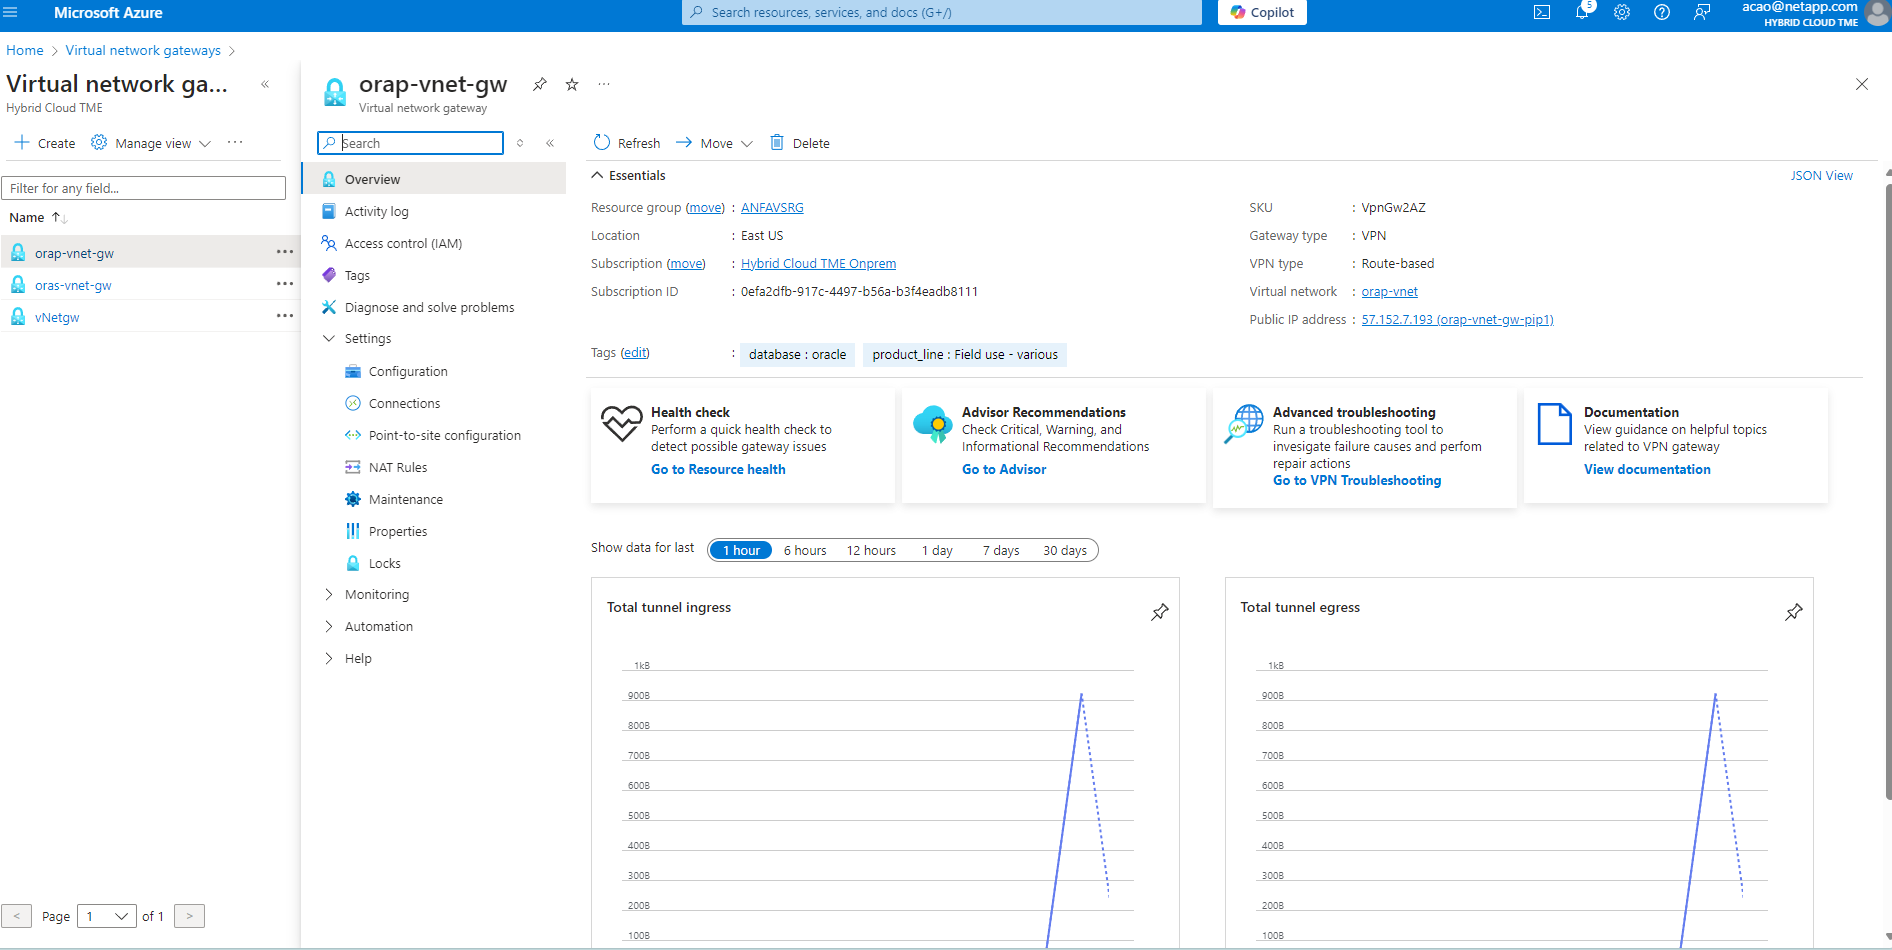 Microsoft Azure
Search resources, services, and docs (G+/)
Copilot
5
acao@netapp.com
HYBRID CLOUD TME
Home > Virtual network gateways >
Virtual network ga...
Hybrid Cloud TME
Create
Manage view
Filter for any field...
Name
orap-vnet-gw
oras-vnet-gw
vNetgw
Page 1 of 1
orap-vnet-gw
Virtual network gateway
Search
Overview
Activity log
Access control (IAM)
Tags
Diagnose and solve problems
Settings
Configuration
Connections
Point-to-site configuration
NAT Rules
Maintenance
Properties
Locks
Monitoring
Automation
Help
Refresh
Move
Delete
Essentials
JSON View
Resource group (move) : ANFAVSRG
Location : East US
Subscription (move) : Hybrid Cloud TME Onprem
Subscription ID : 0efa2dfb-917c-4497-b56a-b3f4eadb8111
SKU : VpnGw2AZ
Gateway type : VPN
VPN type : Route-based
Virtual network : orap-vnet
Public IP address : 57.152.7.193 (orap-vnet-gw-pip1)
Tags (edit) : database : oracle product_line : Field use - various
Health check
Perform a quick health check to
detect possible gateway issues
Go to Resource health
Advisor Recommendations
Check Critical, Warning, and
Informational Recommendations
Go to Advisor
Advanced troubleshooting
Run a troubleshooting tool to
invesigate failure causes and perfom
repair actions
Go to VPN Troubleshooting
Documentation
View guidance on helpful topics
related to VPN gateway
View documentation
Show data for last
1 hour
6 hours
12 hours
1 day
7 days
30 days
Total tunnel ingress
1kB
900B
800B
700B
600B
500B
400B
300B
200B
100B
Total tunnel egress
1kB
900B
800B
700B
600B
500B
400B
300B
200B
100B